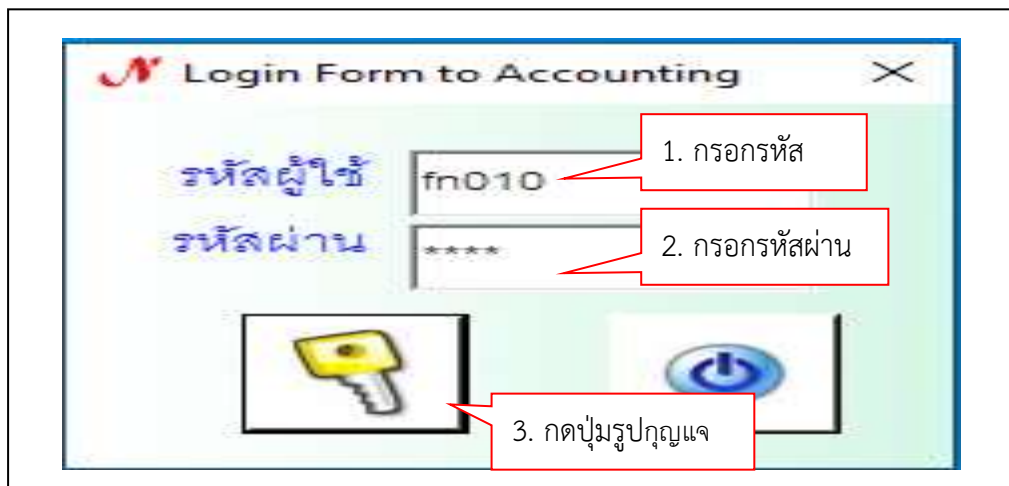 N Login Form to Accounting
รหัสผู้ใช้ fn010
1. กรอกรหัส
รหัสผ่าน ****
2. กรอกรหัสผ่าน
3. กดปุ่มรูปกุญแจ